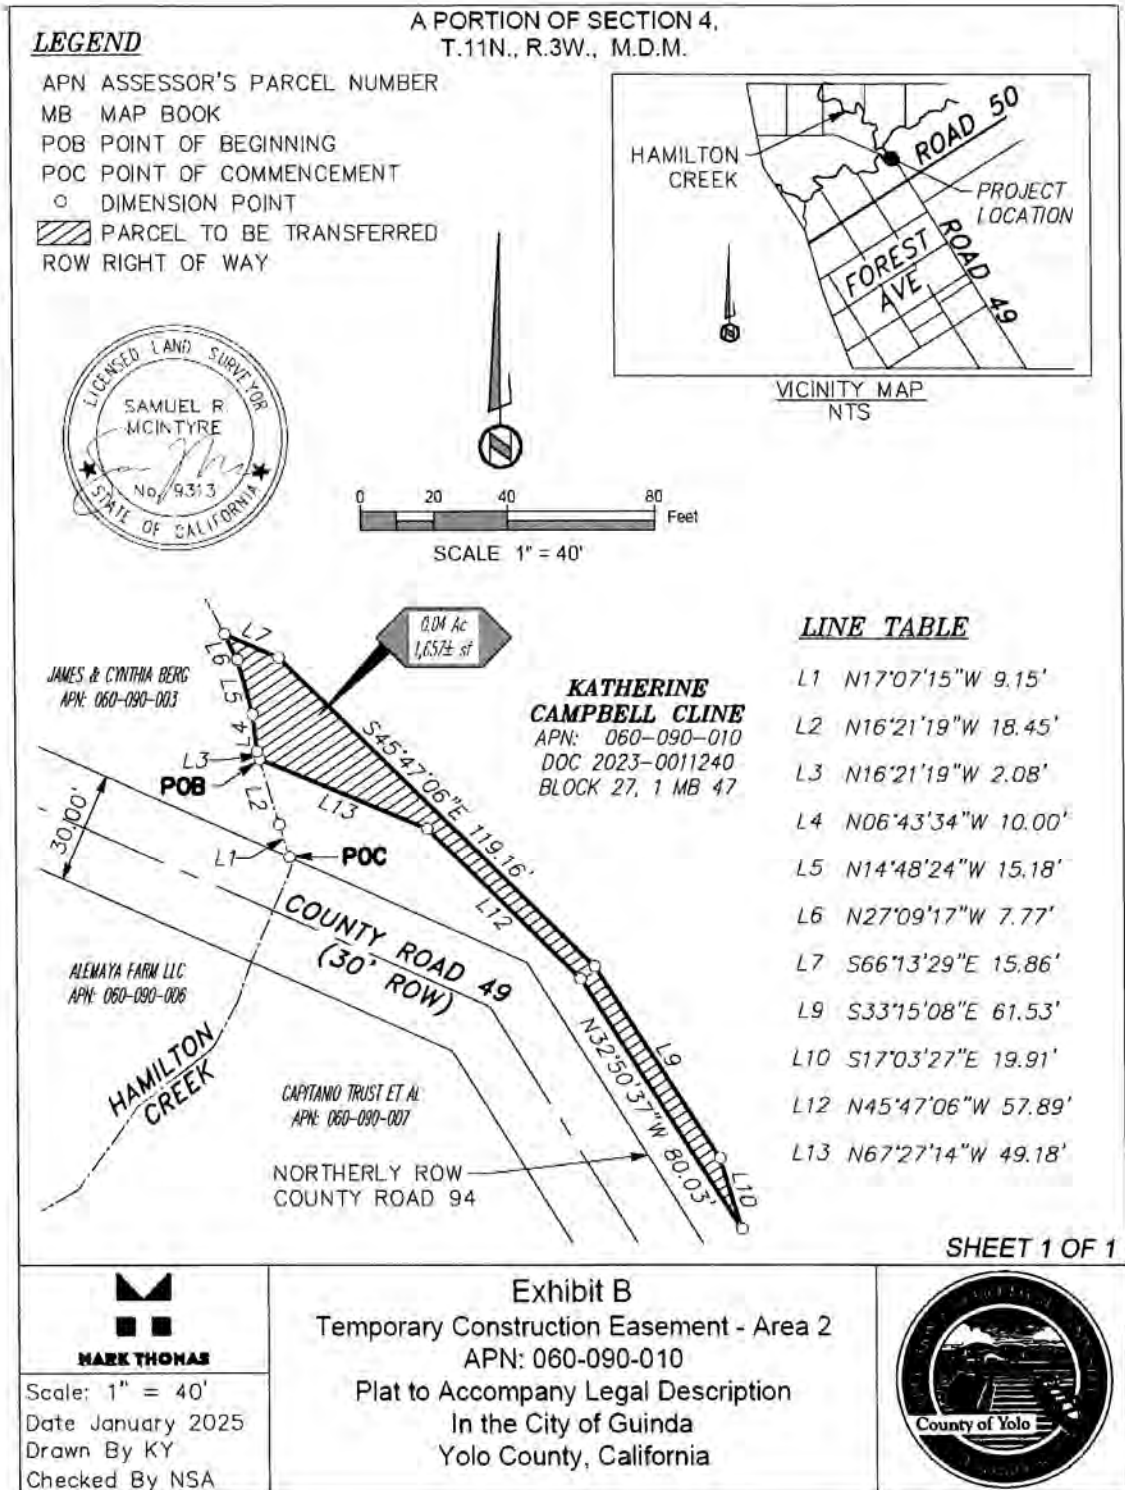 A PORTION OF SECTION 4,
T.11N., R.3W., M.D.M.
LEGEND
APN ASSESSOR'S PARCEL NUMBER
MB MAP BOOK
POB POINT OF BEGINNING
POC POINT OF COMMENCEMENT
DIMENSION POINT
PARCEL TO BE TRANSFERRED
ROW RIGHT OF WAY
HAMILTON
CREEK
ROAD 50
PROJECT
LOCATION
FOREST
AVE
ROAD 49
N
VICINITY MAP
NTS
LICENSED LAND SURVEYOR
SAMUEL R
MCINTYRE
No. 9313
STATE OF CALIFORNIA
N
0 20 40 80
Feet
SCALE 1" = 40'
0.04 Ac
1,657± sf
JAMES & CYNTHIA BERG
APN: 060-090-003
KATHERINE
CAMPBELL CLINE
APN: 060-090-010
DOC 2023-0011240
BLOCK 27, 1 MB 47
L7
L6
L5
L4
L3
POB
L2
L1
POC
L13
S45°47'06"E 119.16'
L12
30.00'
COUNTY ROAD 49
(30' ROW)
N32°50'37"W 80.03'
L9
L10
ALEMAYA FARM LLC
APN: 060-090-006
HAMILTON
CREEK
CAPITANIO TRUST ET AL
APN: 060-090-007
NORTHERLY ROW
COUNTY ROAD 94
LINE TABLE
L1 N17°07'15"W 9.15'
L2 N16°21'19"W 18.45'
L3 N16°21'19"W 2.08'
L4 N06°43'34"W 10.00'
L5 N14°48'24"W 15.18'
L6 N27°09'17"W 7.77'
L7 S66°13'29"E 15.86'
L9 S33°15'08"E 61.53'
L10 S17°03'27"E 19.91'
L12 N45°47'06"W 57.89'
L13 N67°27'14"W 49.18'
SHEET 1 OF 1
MARK THOMAS
Scale: 1" = 40'
Date January 2025
Drawn By KY
Checked By NSA
Exhibit B
Temporary Construction Easement - Area 2
APN: 060-090-010
Plat to Accompany Legal Description
In the City of Guinda
Yolo County, California
County of Yolo